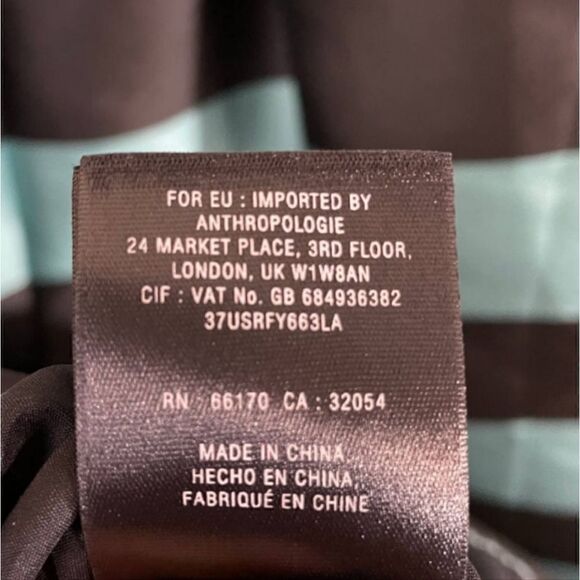 FOR EU : IMPORTED BY
ANTHROPOLOGIE
24 MARKET PLACE, 3RD FLOOR,
LONDON, UK W1W8AN
CIF : VAT No. GB 684936382
37USRFY663LA
RN : 66170 CA : 32054
MADE IN CHINA
HECHO EN CHINA,
FABRIQUÉ EN CHINE